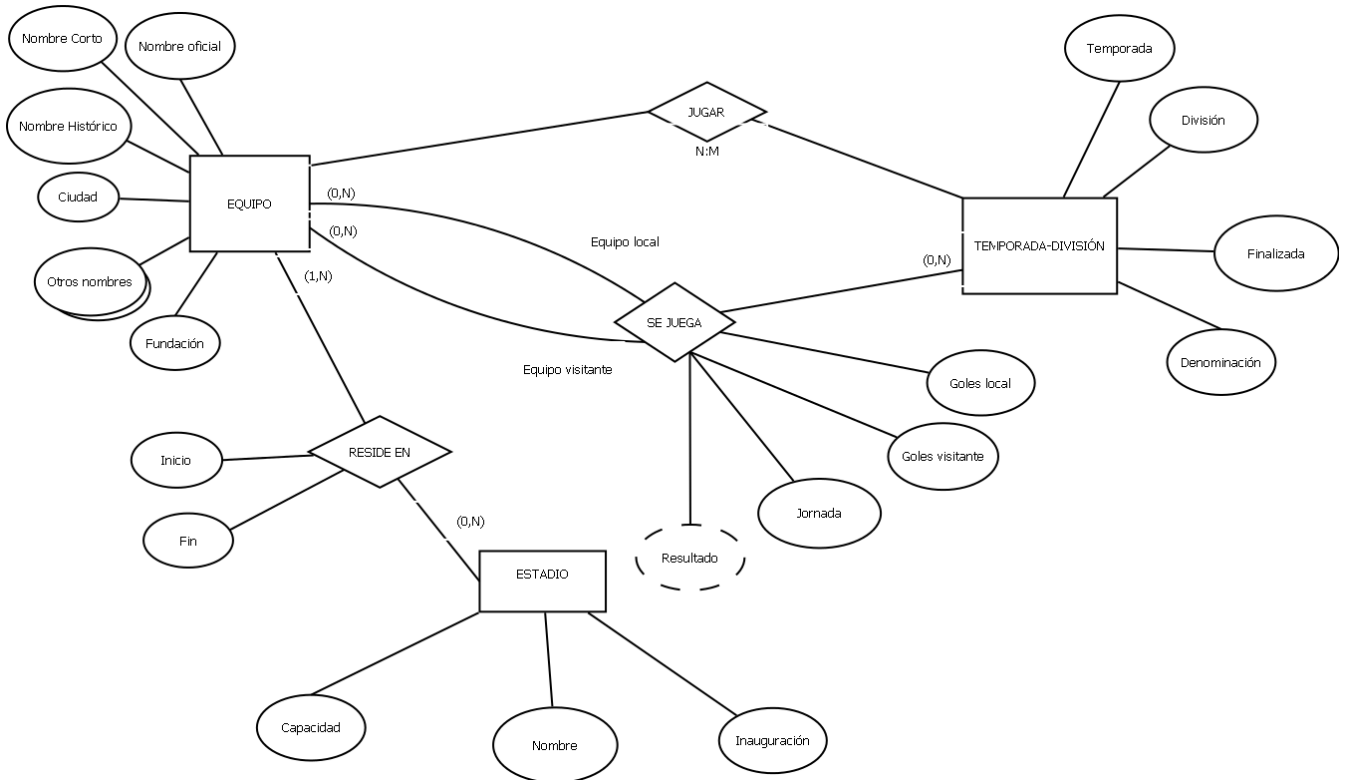 Nombre Corto
Nombre oficial
Temporada
JUGAR
N:M
División
Nombre Histórico
Ciudad
EQUIPO
(0,N)
(0,N)
Equipo local
TEMPORADA-DIVISIÓN
Finalizada
(0,N)
Otros nombres
(1,N)
SE JUEGA
Fundación
Equipo visitante
Denominación
Goles local
Inicio
RESIDE EN
Goles visitante
Jornada
Fin
(0,N)
Resultado
ESTADIO
Capacidad
Nombre
Inauguración